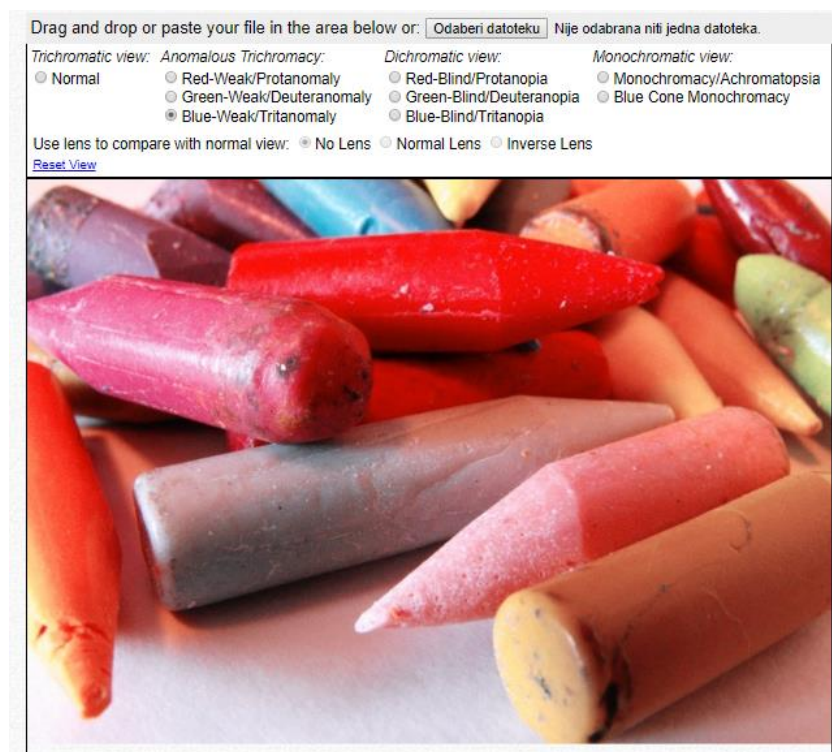 Drag and drop or paste your file in the area below or: Odaberi datoteku Nije odabrana niti jedna datoteka.
Trichromatic view: Anomalous Trichromacy: Dichromatic view: Monochromatic view:
Normal Red-Weak/Protanomaly Red-Blind/Protanopia Monochromacy/Achromatopsia
Green-Weak/Deuteranomaly Green-Blind/Deuteranopia Blue Cone Monochromacy
Blue-Weak/Tritanomaly Blue-Blind/Tritanopia
Use lens to compare with normal view: No Lens Normal Lens Inverse Lens
Reset View